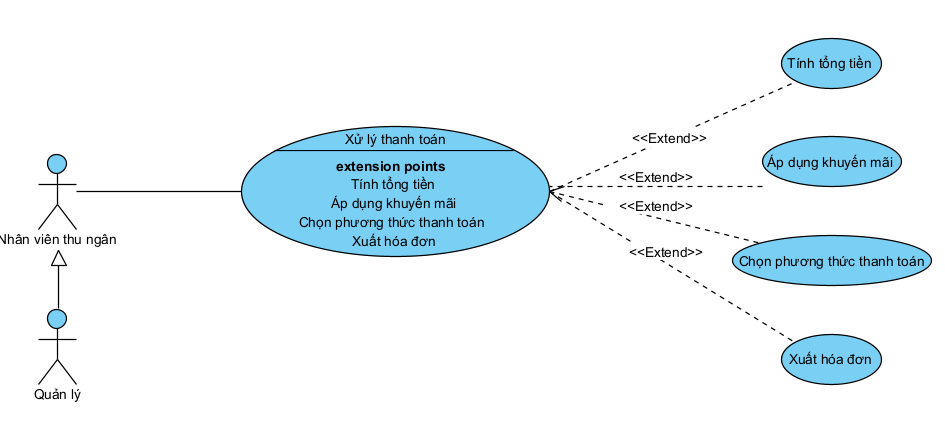 Tính tổng tiền
<<Extend>>
Xử lý thanh toán
extension points
Tính tổng tiền
Áp dụng khuyến mãi
Chọn phương thức thanh toán
Xuất hóa đơn
Áp dụng khuyến mãi
<<Extend>>
<<Extend>>
Nhân viên thu ngân
<<Extend>>
Chọn phương thức thanh toán
Xuất hóa đơn
Quản lý